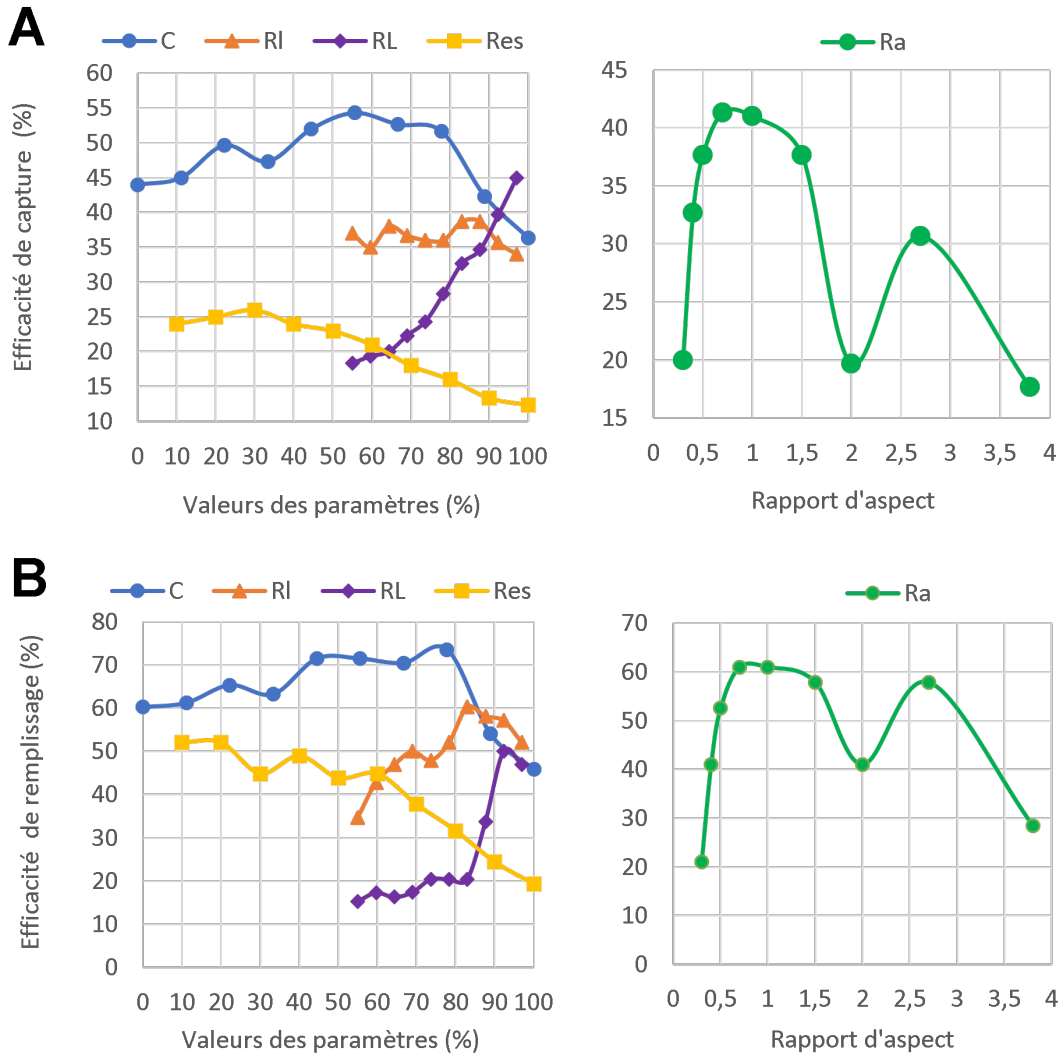 A
C RI RL Res
Efficacité de capture (%)
60
55
50
45
40
35
30
25
20
15
10
0 10 20 30 40 50 60 70 80 90 100
Valeurs des paramètres (%)
Ra
45
40
35
30
25
20
15
0 0,5 1 1,5 2 2,5 3 3,5 4
Rapport d'aspect
B
C RI RL Res
Efficacité de remplissage (%)
80
70
60
50
40
30
20
10
0
0 10 20 30 40 50 60 70 80 90 100
Valeurs des paramètres (%)
Ra
70
60
50
40
30
20
10
0
0 0,5 1 1,5 2 2,5 3 3,5 4
Rapport d'aspect